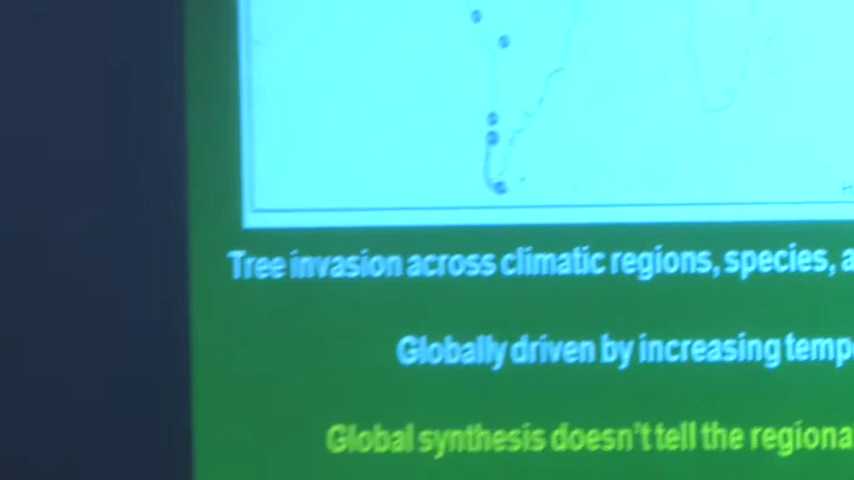 Tree invasion across climatic regions, species, a
Globally driven by increasing temp
Global synthesis doesn't tell the regiona